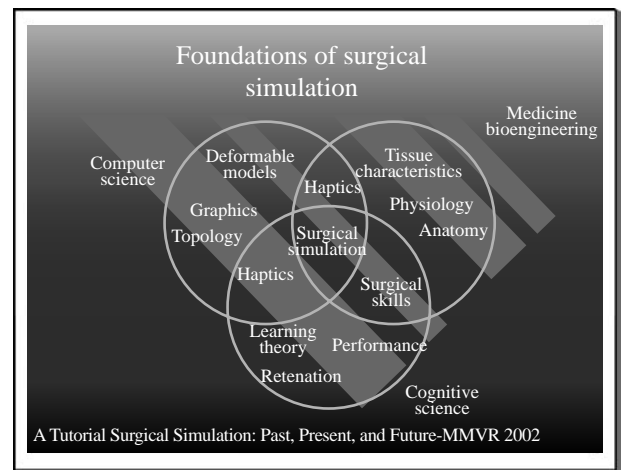 Foundations of surgical
simulation
Medicine
bioengineering
Computer
science
Deformable
models
Haptics
Tissue
characteristics
Graphics
Topology
Physiology
Anatomy
Surgical
simulation
Haptics
Surgical
skills
Learning
theory
Performance
Retenation
Cognitive
science
A Tutorial Surgical Simulation: Past, Present, and Future-MMVR 2002